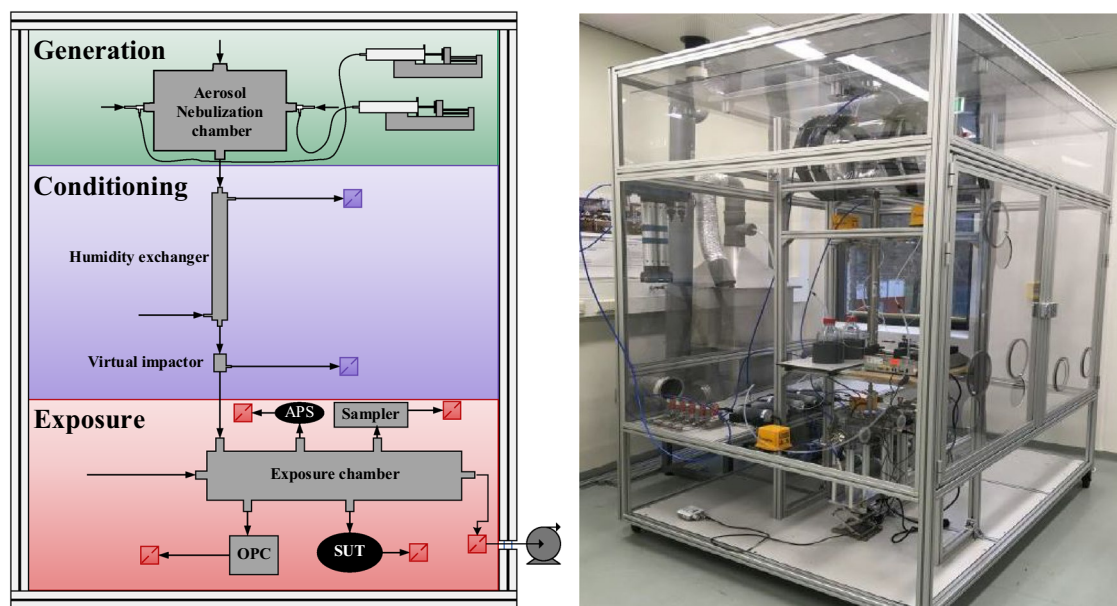 Generation
Aerosol
Nebulization
chamber
Conditioning
Humidity exchanger
Virtual impactor
Exposure
APS
Sampler
Exposure chamber
OPC
SUT